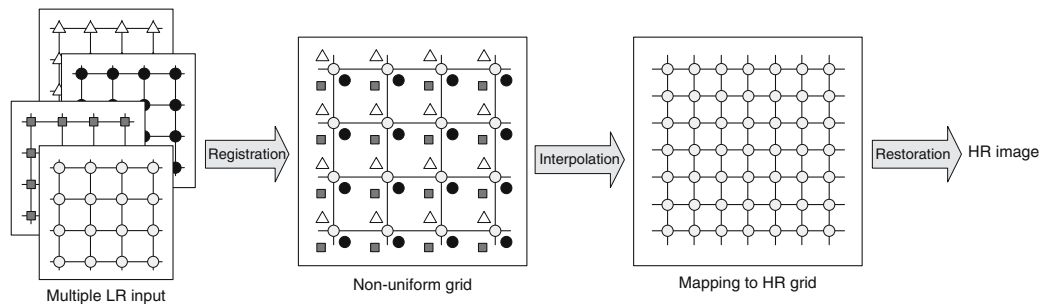 Registration
Interpolation
Restoration
HR image
Multiple LR input
Non-uniform grid
Mapping to HR grid